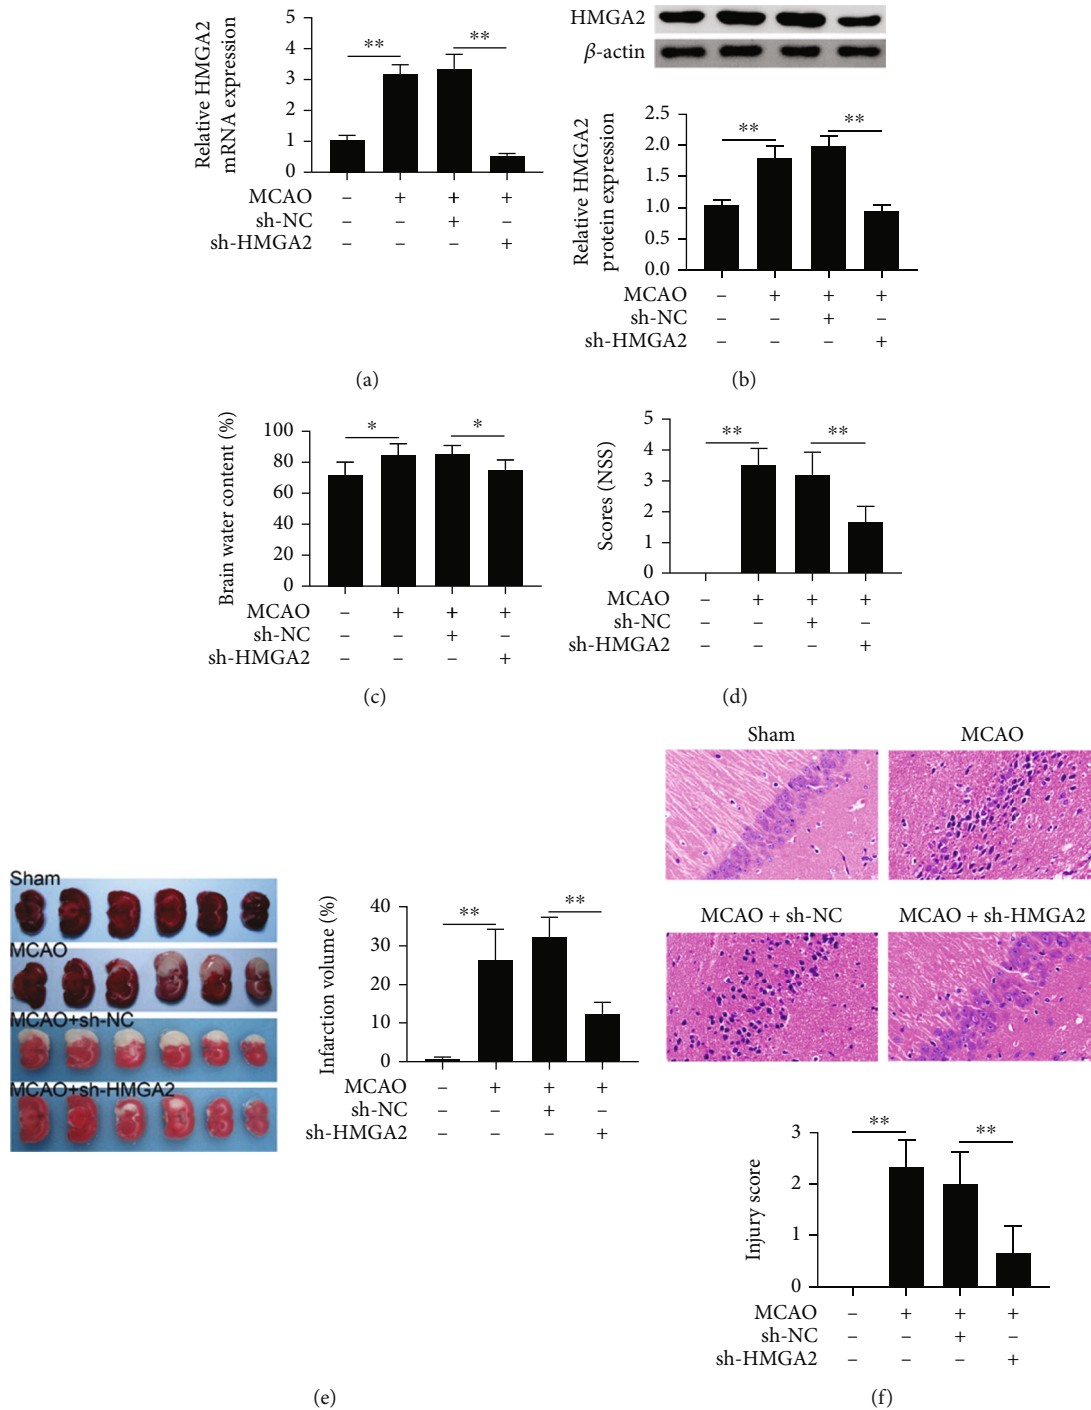 Relative HMGA2
mRNA expression
5
4
3
2
1
0
** **
MCAO – + + +
sh-NC – – + –
sh-HMGA2 – – – +
(a)
HMGA2
β-actin
Relative HMGA2
protein expression
2.5
2.0
1.5
1.0
0.5
0.0
** **
MCAO – + + +
sh-NC – – + –
sh-HMGA2 – – – +
(b)
Brain water content (%)
100
80
60
40
20
0
* *
MCAO – + + +
sh-NC – – + –
sh-HMGA2 – – – +
(c)
Scores (NSS)
5
4
3
2
1
0
** **
MCAO – + + +
sh-NC – – + –
sh-HMGA2 – – – +
(d)
Sham
MCAO
MCAO+sh-NC
MCAO+sh-HMGA2
Infarction volume (%)
40
30
20
10
0
** **
MCAO – + + +
sh-NC – – + –
sh-HMGA2 – – – +
(e)
Sham MCAO
MCAO + sh-NC MCAO + sh-HMGA2
Injury score
3
2
1
0
** **
MCAO – + + +
sh-NC – – + –
sh-HMGA2 – – – +
(f)